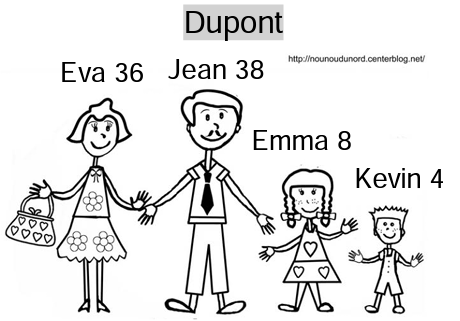 Dupont
http://nounoudunord.centerblog.net/
Eva 36
Jean 38
Emma 8
Kevin 4